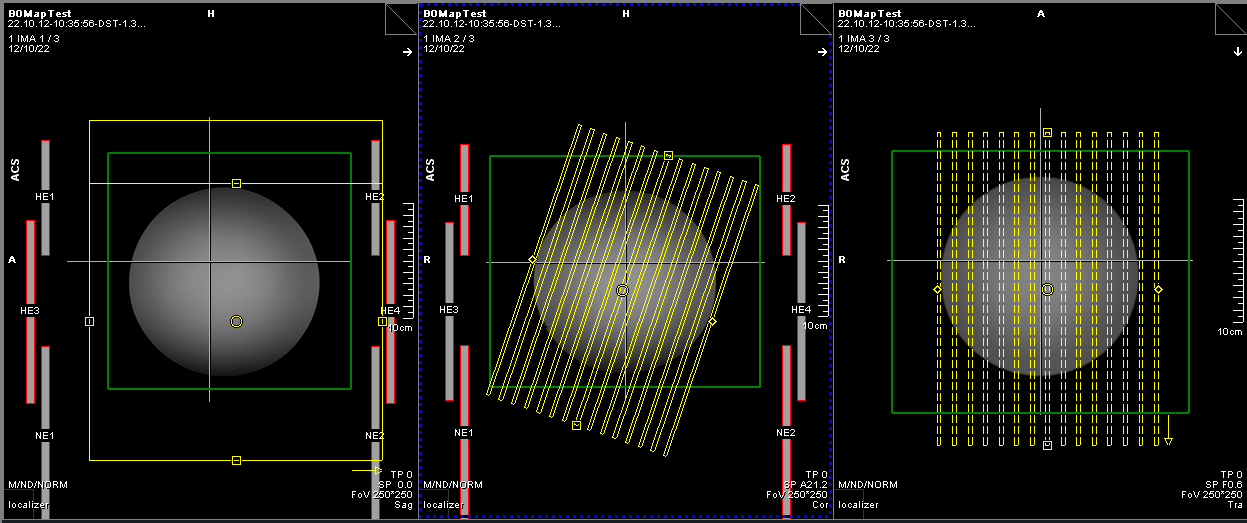 B0MapTest
H
22.10.12-10:35:56-DST-1.3...
1 IMA 1 / 3
12/10/22
ACS
HE1
HE2
A
HE3
HE4
10cm
NE1
NE2
TP 0
M/ND/NORM
SP 0.0
FoV 250*250
localizer
Sag
B0MapTest
H
22.10.12-10:35:56-DST-1.3...
1 IMA 2 / 3
12/10/22
ACS
HE1
HE2
R
HE3
HE4
10cm
NE1
NE2
TP 0
M/ND/NORM
SP A21.2
FoV 250*250
localizer
Cor
B0MapTest
A
22.10.12-10:35:56-DST-1.3...
1 IMA 3 / 3
12/10/22
ACS
R
10cm
TP 0
M/ND/NORM
SP F0.6
FoV 250*250
localizer
Tra